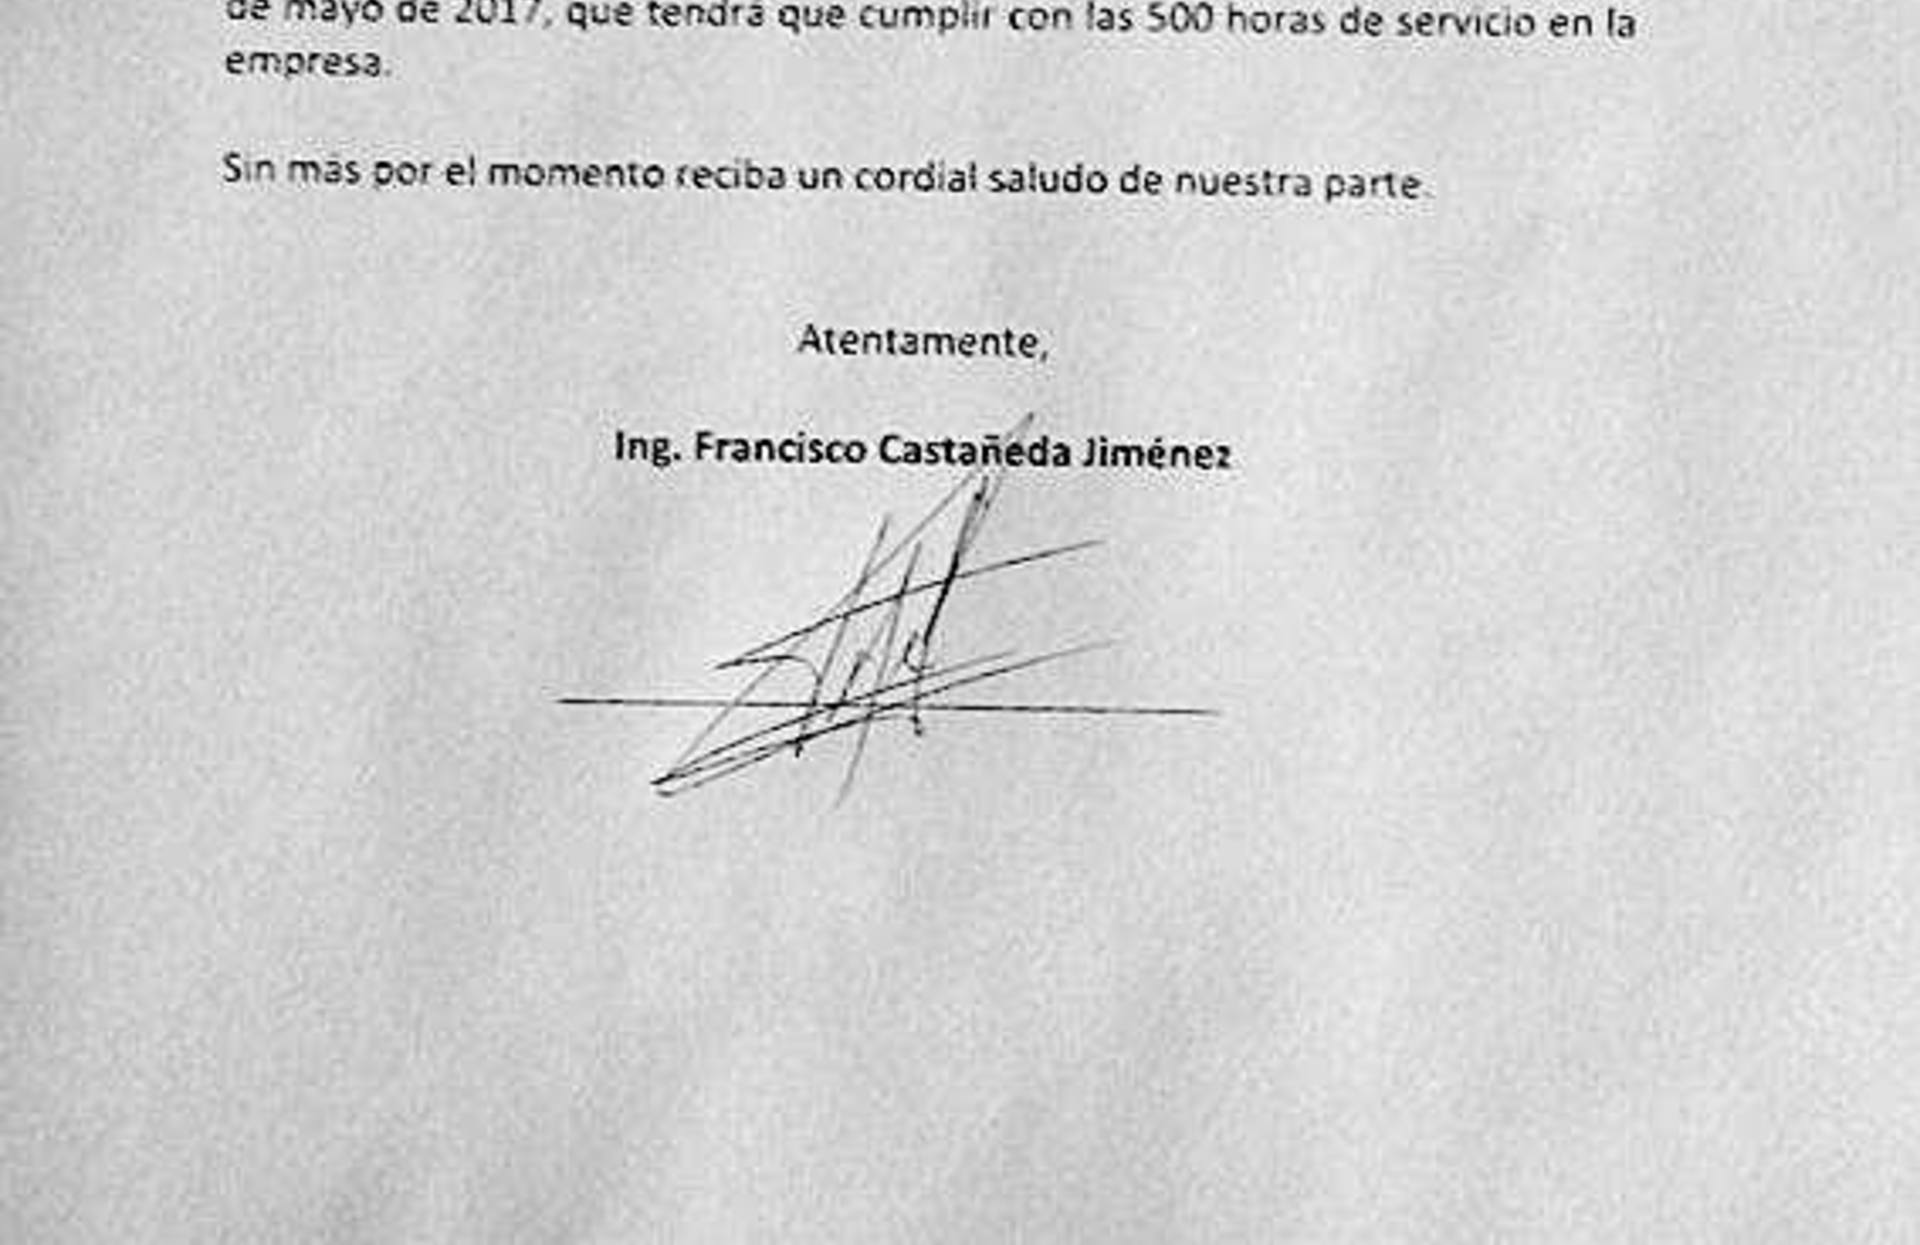 de mayo de 2017, que tendrá que cumplir con las 500 horas de servicio en la
empresa.
Sin más por el momento reciba un cordial saludo de nuestra parte.
Atentamente,
Ing. Francisco Castañeda Jiménez